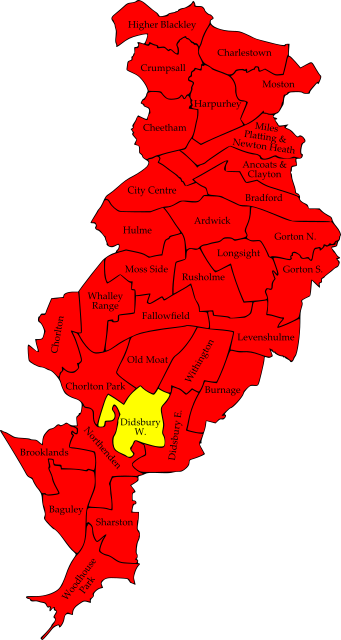 Higher Blackley
Charlestown
Crumpsall
Moston
Harpurhey
Cheetham
Miles
Platting &
Newton Heath
Ancoats &
Clayton
City Centre
Bradford
Ardwick
Hulme
Gorton N.
Longsight
Moss Side
Gorton S.
Rusholme
Whalley
Range
Fallowfield
Chorlton
Levenshulme
Withington
Old Moat
Chorlton Park
Burnage
Didsbury
W.
Didsbury E.
Northenden
Brooklands
Baguley
Sharston
Woodhouse
Park